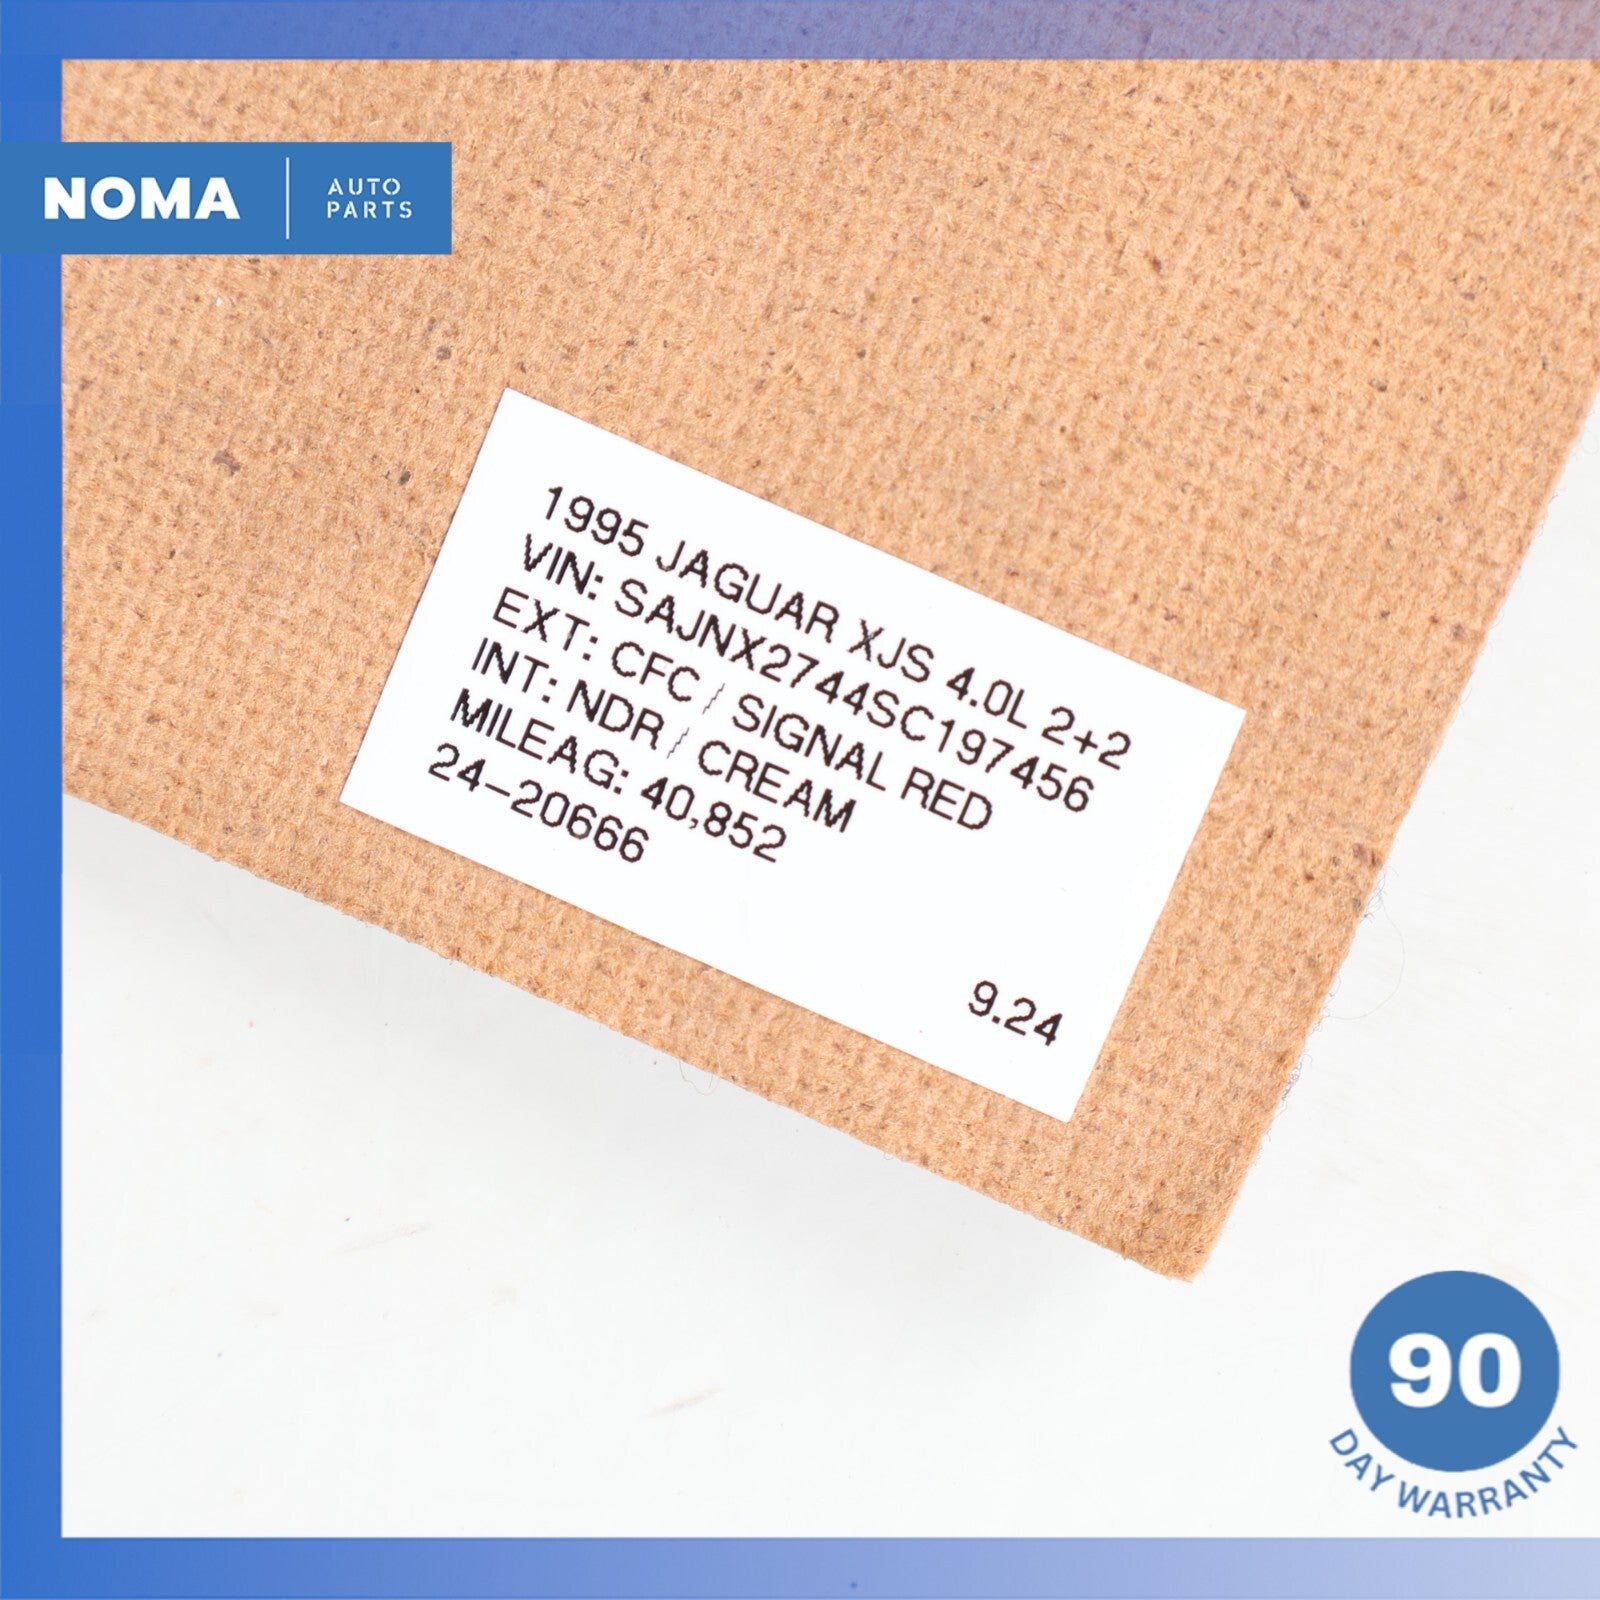 NOMA
AUTO
PARTS
1995 JAGUAR XJS 4.0L 2+2
VIN: SAJNX2744SC197456
EXT: CFC / SIGNAL RED
INT: NDR / CREAM
MILEAG: 40,852
24-20666
9.24
90
DAY WARRANTY